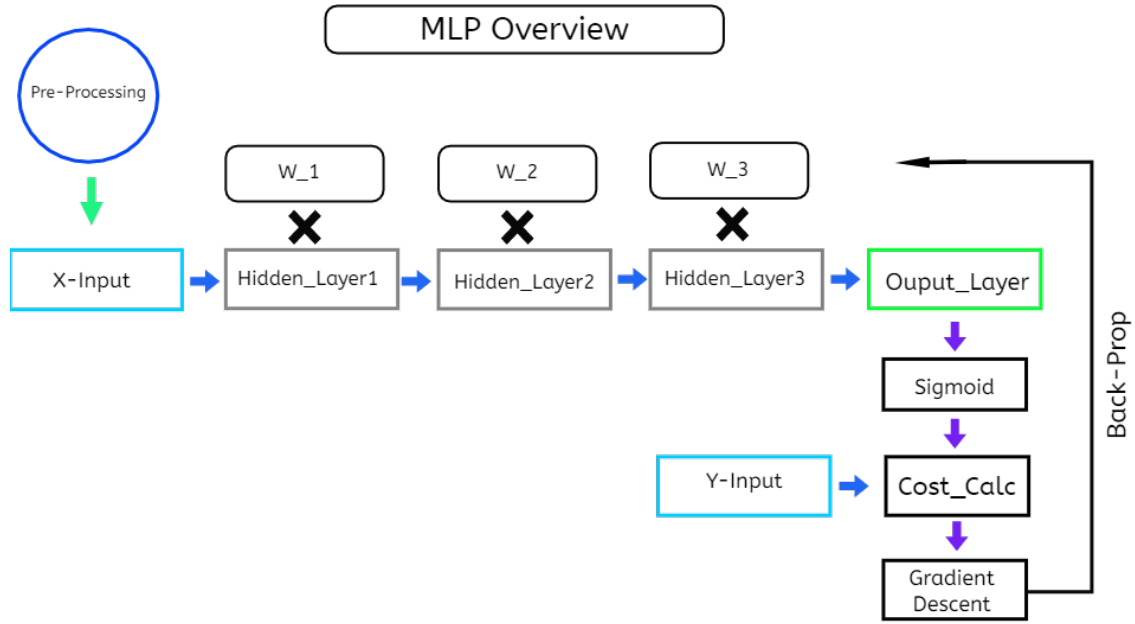 MLP Overview
Pre-Processing
W_1
W_2
W_3
X-Input
Hidden_Layer1
Hidden_Layer2
Hidden_Layer3
Ouput_Layer
Sigmoid
Back-Prop
Y-Input
Cost_Calc
Gradient
Descent